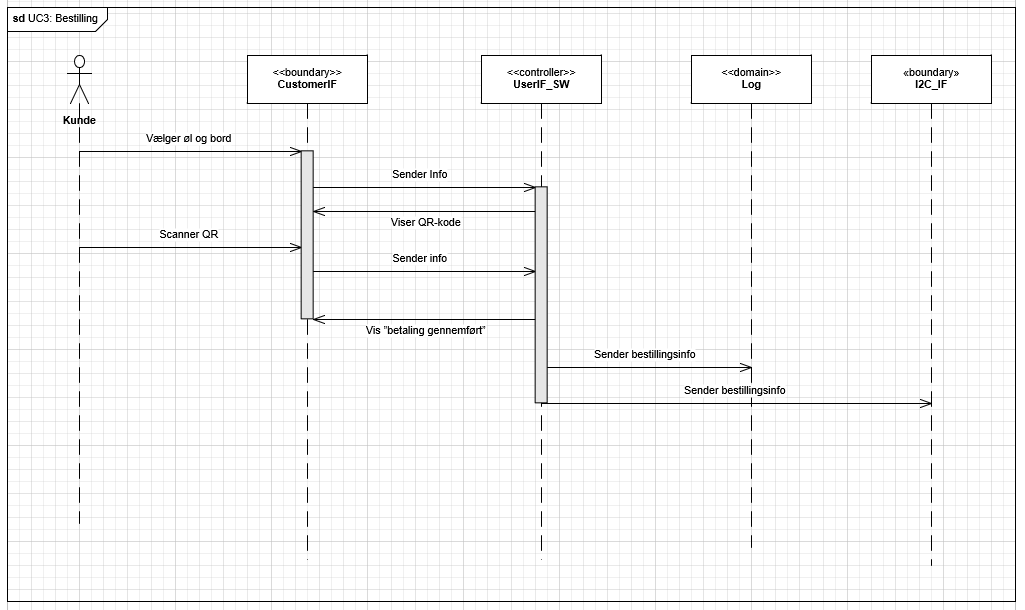 sd UC3: Bestilling
Kunde
<<boundary>>
CustomerIF
<<controller>>
UserIF_SW
<<domain>>
Log
«boundary»
I2C_IF
Vælger øl og bord
Sender Info
Viser QR-kode
Scanner QR
Sender info
Vis "betaling gennemført"
Sender bestillingsinfo
Sender bestillingsinfo